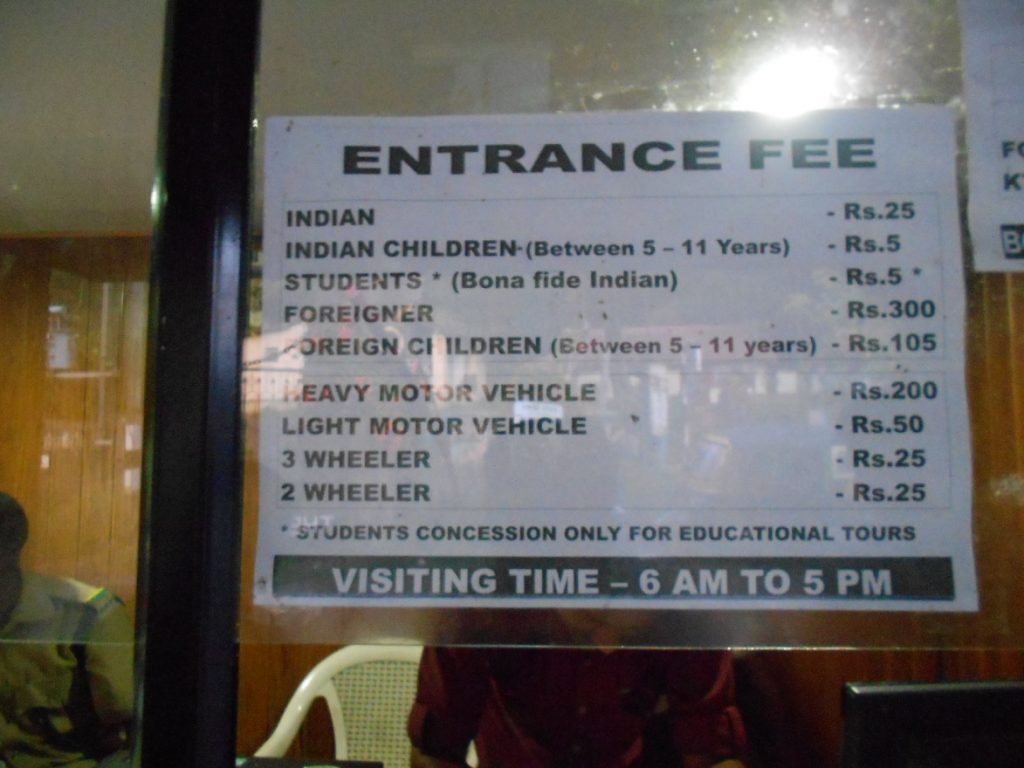 ENTRANCE FEE
INDIAN - Rs.25
INDIAN CHILDREN-(Between 5 – 11 Years) - Rs.5
STUDENTS * (Bona fide Indian) - Rs.5 *
FOREIGNER - Rs.300
FOREIGN CHILDREN (Between 5 – 11 years) - Rs.105
HEAVY MOTOR VEHICLE - Rs.200
LIGHT MOTOR VEHICLE - Rs.50
3 WHEELER - Rs.25
2 WHEELER - Rs.25
* STUDENTS CONCESSION ONLY FOR EDUCATIONAL TOURS
VISITING TIME – 6 AM TO 5 PM